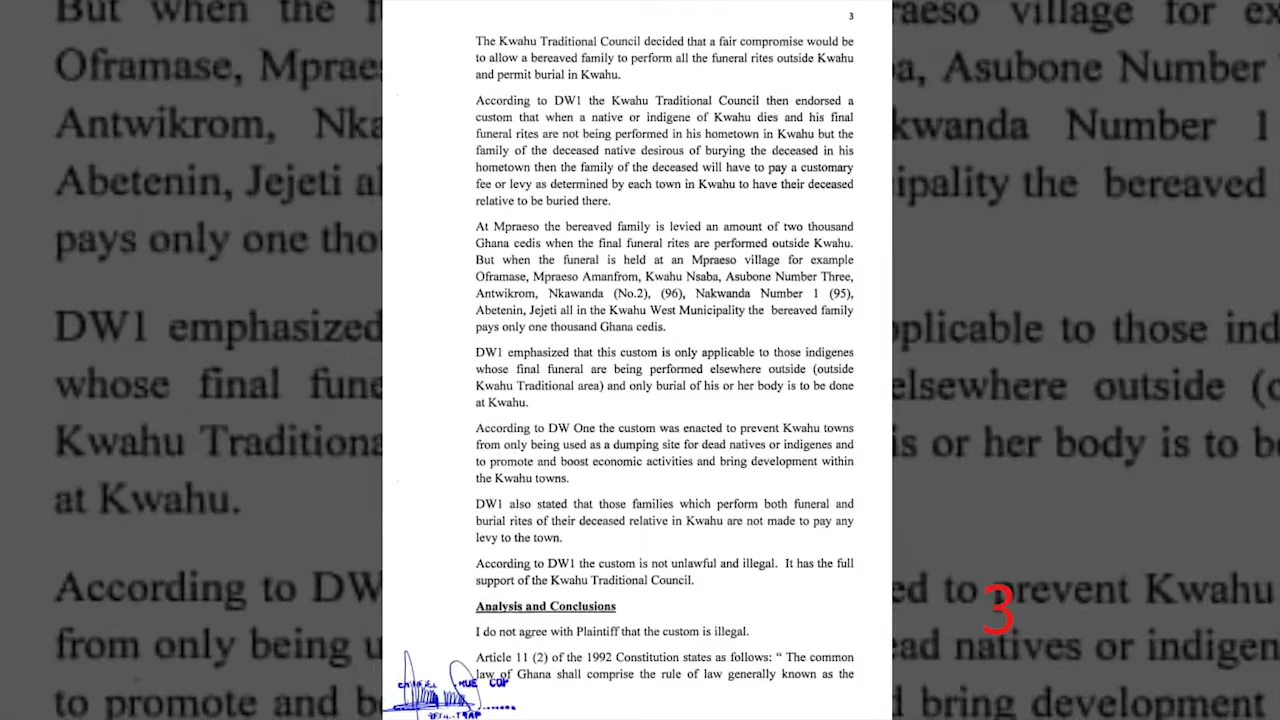 3
The Kwahu Traditional Council decided that a fair compromise would be
to allow a bereaved family to perform all the funeral rites outside Kwahu
and permit burial in Kwahu.
According to DW1 the Kwahu Traditional Council then endorsed a
custom that when a native or indigene of Kwahu dies and his final
funeral rites are not being performed in his hometown in Kwahu but the
family of the deceased native desirous of burying the deceased in his
hometown then the family of the deceased will have to pay a customary
fee or levy as determined by each town in Kwahu to have their deceased
relative to be buried there.
At Mpraeso the bereaved family is levied an amount of two thousand
Ghana cedis when the final funeral rites are performed outside Kwahu.
But when the funeral is held at an Mpraeso village for example
Oframase, Mpraeso Amanfrom, Kwahu Nsaba, Asubone Number Three,
Antwikrom, Nkawanda (No.2), (96), Nakwanda Number 1 (95),
Abetenin, Jejeti all in the Kwahu West Municipality the bereaved family
pays only one thousand Ghana cedis.
DW1 emphasized that this custom is only applicable to those indigenes
whose final funeral are being performed elsewhere outside (outside
Kwahu Traditional area) and only burial of his or her body is to be done
at Kwahu.
According to DW One the custom was enacted to prevent Kwahu towns
from only being used as a dumping site for dead natives or indigenes and
to promote and boost economic activities and bring development within
the Kwahu towns.
DW1 also stated that those families which perform both funeral and
burial rites of their deceased relative in Kwahu are not made to pay any
levy to the town.
According to DW1 the custom is not unlawful and illegal. It has the full
support of the Kwahu Traditional Council.
Analysis and Conclusions
I do not agree with Plaintiff that the custom is illegal.
Article 11 (2) of the 1992 Constitution states as follows: " The common
law of Ghana shall comprise the rule of law generally known as the
3